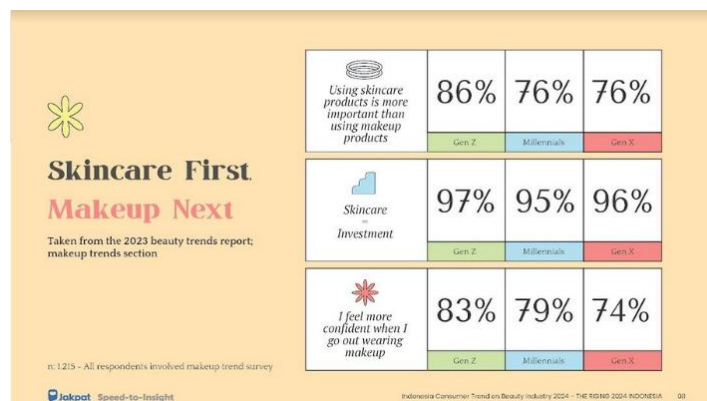 Skincare First,
Makeup Next
Taken from the 2023 beauty trends report;
makeup trends section
n: 1.215 - All respondents involved makeup trend survey
Using skincare
products is more
important than
using makeup
products
86% 76% 76%
Gen Z Millennials Gen X
Skincare
=
Investment
97% 95% 96%
Gen Z Millennials Gen X
I feel more
confident when I
go out wearing
makeup
83% 79% 74%
Gen Z Millennials Gen X
Jakpat Speed-to-Insight
Indonesia Consumer Trend on Beauty Industry 2024 - THE RISING 2024 INDONESIA